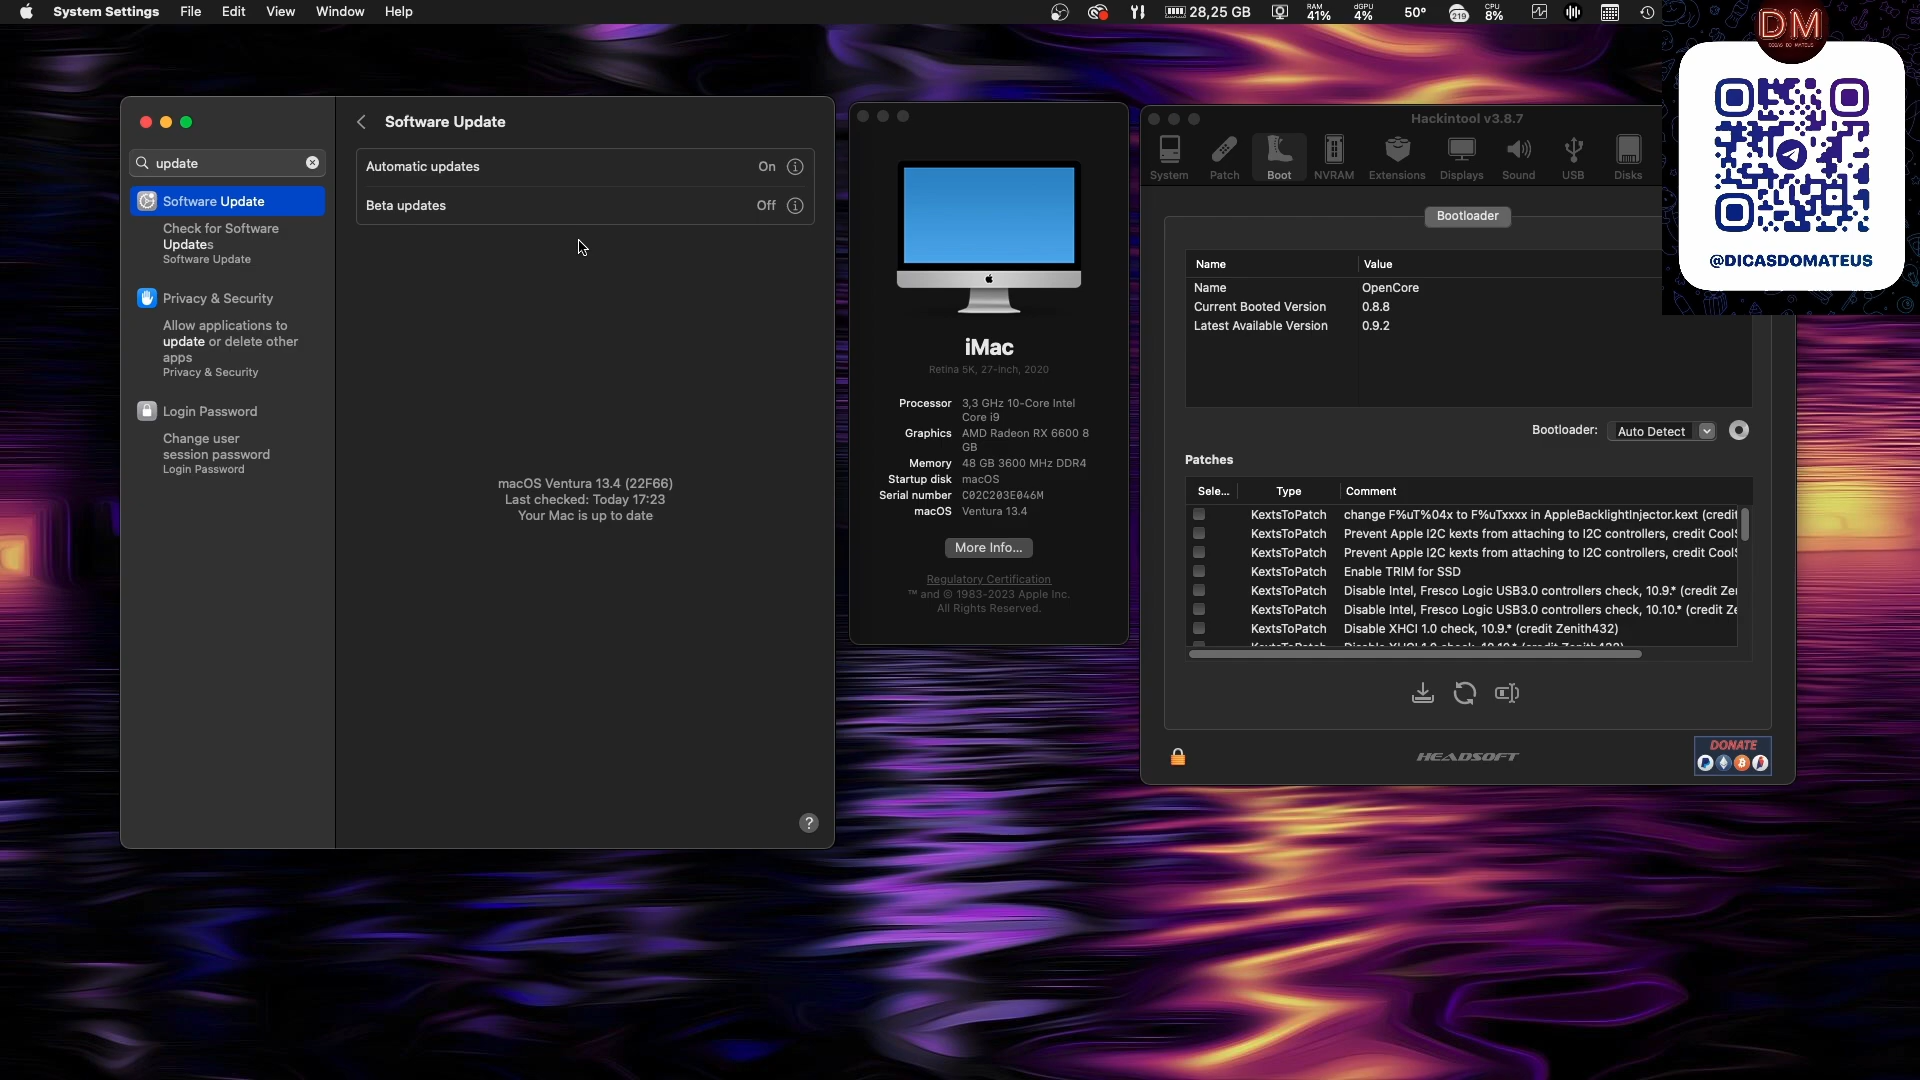 System Settings File Edit View Window Help
28,25 GB RAM 41% dGPU 4% 50° 219 CPU 8%
DM
DICAS DO MATEUS
@DICASDOMATEUS
update
Software Update
Check for Software
Updates
Software Update
Privacy & Security
Allow applications to
update or delete other
apps
Privacy & Security
Login Password
Change user
session password
Login Password
Software Update
Automatic updates On
Beta updates Off
macOS Ventura 13.4 (22F66)
Last checked: Today 17:23
Your Mac is up to date
?
iMac
Retina 5K, 27-inch, 2020
Processor 3,3 GHz 10-Core Intel
Core i9
Graphics AMD Radeon RX 6600 8
GB
Memory 48 GB 3600 MHz DDR4
Startup disk macOS
Serial number C02C203E046M
macOS Ventura 13.4
More Info...
Regulatory Certification
™ and © 1983-2023 Apple Inc.
All Rights Reserved.
Hackintool v3.8.7
System Patch Boot NVRAM Extensions Displays Sound USB Disks
Bootloader
Name Value
Name OpenCore
Current Booted Version 0.8.8
Latest Available Version 0.9.2
Bootloader: Auto Detect
Patches
Sele... Type Comment
KextsToPatch change F%uT%04x to F%uTxxxx in AppleBacklightInjector.kext (credit
KextsToPatch Prevent Apple I2C kexts from attaching to I2C controllers, credit Cool
KextsToPatch Prevent Apple I2C kexts from attaching to I2C controllers, credit Cool
KextsToPatch Enable TRIM for SSD
KextsToPatch Disable Intel, Fresco Logic USB3.0 controllers check, 10.9.* (credit Ze
KextsToPatch Disable Intel, Fresco Logic USB3.0 controllers check, 10.10.* (credit Ze
KextsToPatch Disable XHCI 1.0 check, 10.9.* (credit Zenith432)
HEADSOFT
DONATE